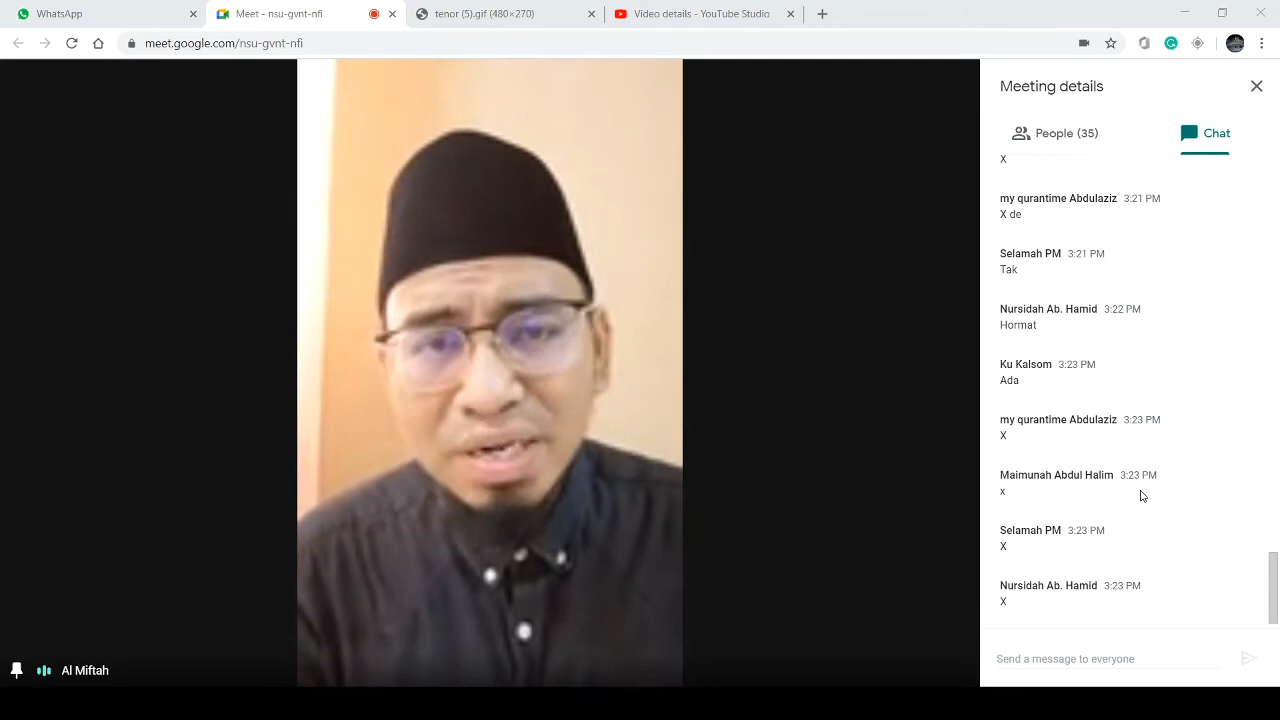 WhatsApp
Meet - nsu-gvnt-nfi
tenor (5).gif (480×270)
Video details - YouTube Studio
meet.google.com/nsu-gvnt-nfi
Meeting details
People (35)
Chat
X
my qurantime Abdulaziz 3:21 PM
X de
Selamah PM 3:21 PM
Tak
Nursidah Ab. Hamid 3:22 PM
Hormat
Ku Kalsom 3:23 PM
Ada
my qurantime Abdulaziz 3:23 PM
X
Maimunah Abdul Halim 3:23 PM
x
Selamah PM 3:23 PM
X
Nursidah Ab. Hamid 3:23 PM
X
Send a message to everyone
Al Miftah